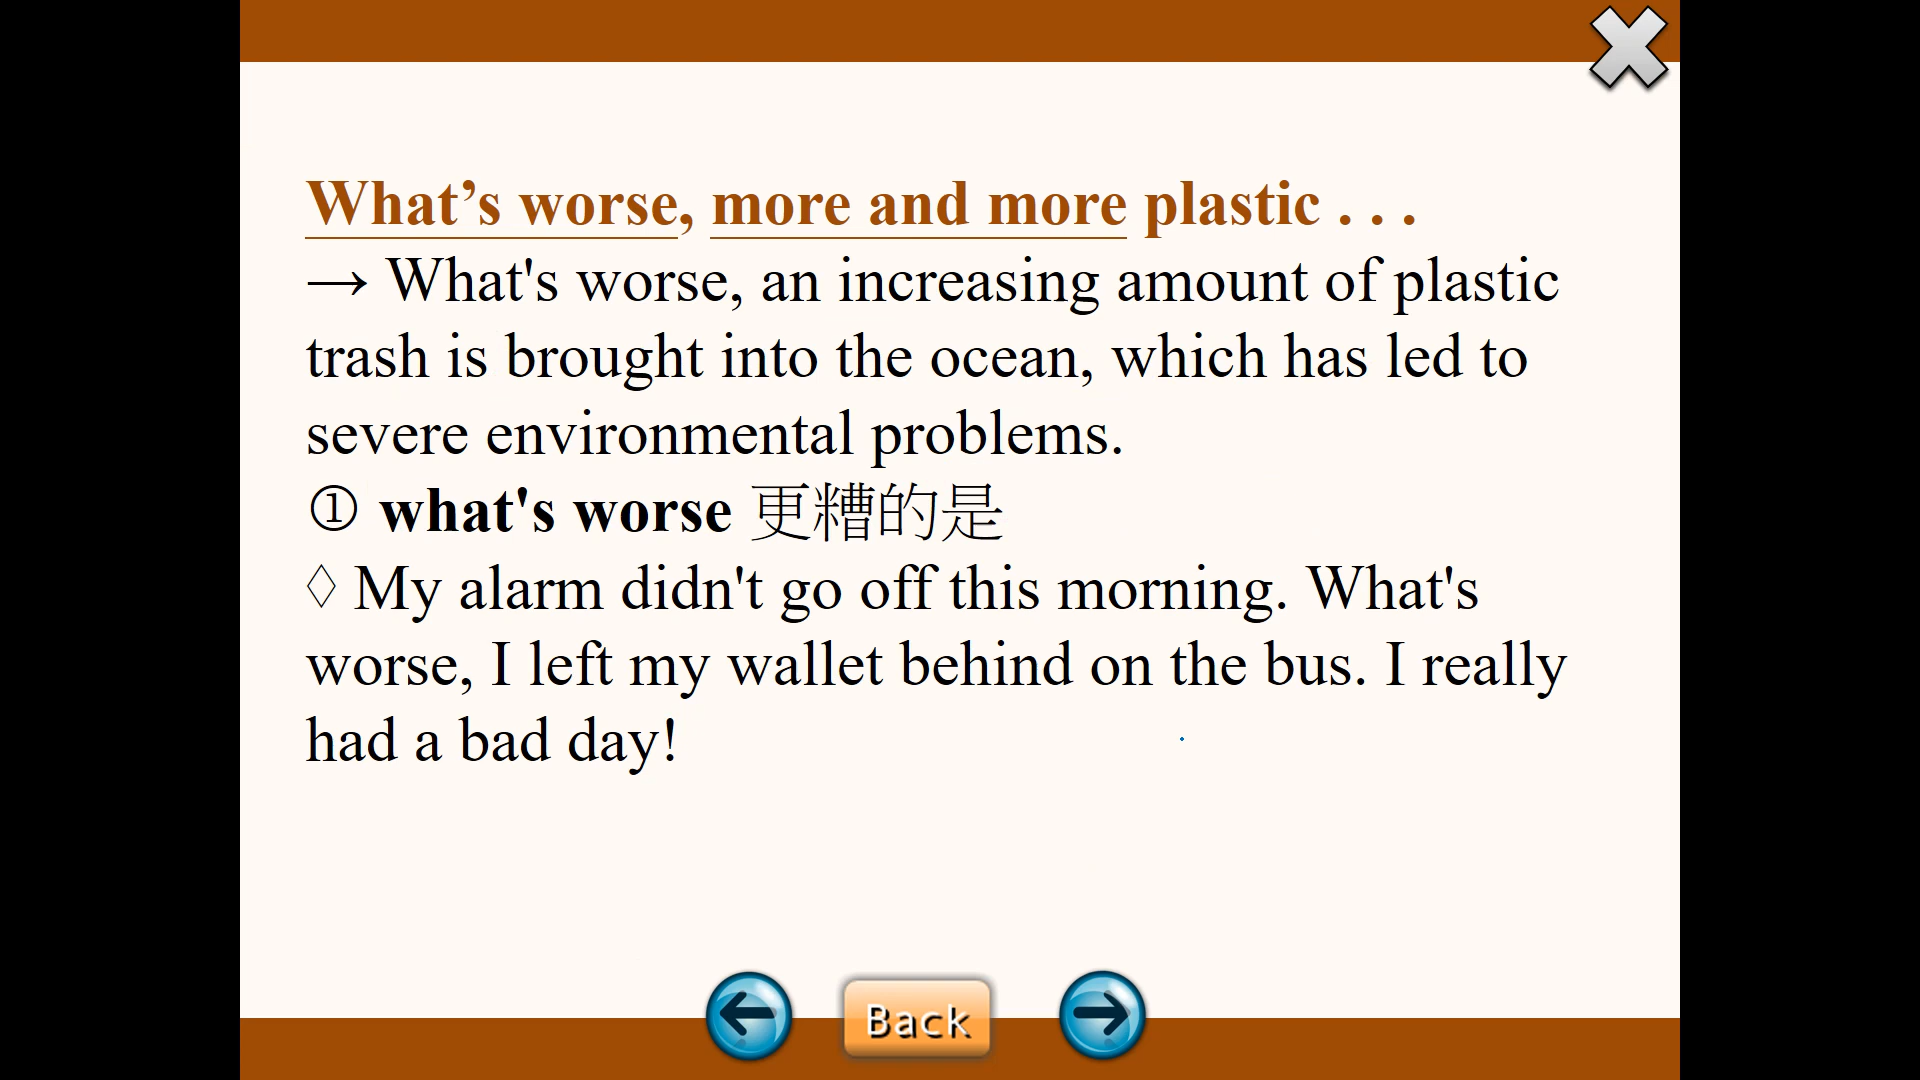 What’s worse, more and more plastic . . .
→ What's worse, an increasing amount of plastic
trash is brought into the ocean, which has led to
severe environmental problems.
① what's worse 更糟的是
◊ My alarm didn't go off this morning. What's
worse, I left my wallet behind on the bus. I really
had a bad day!
Back